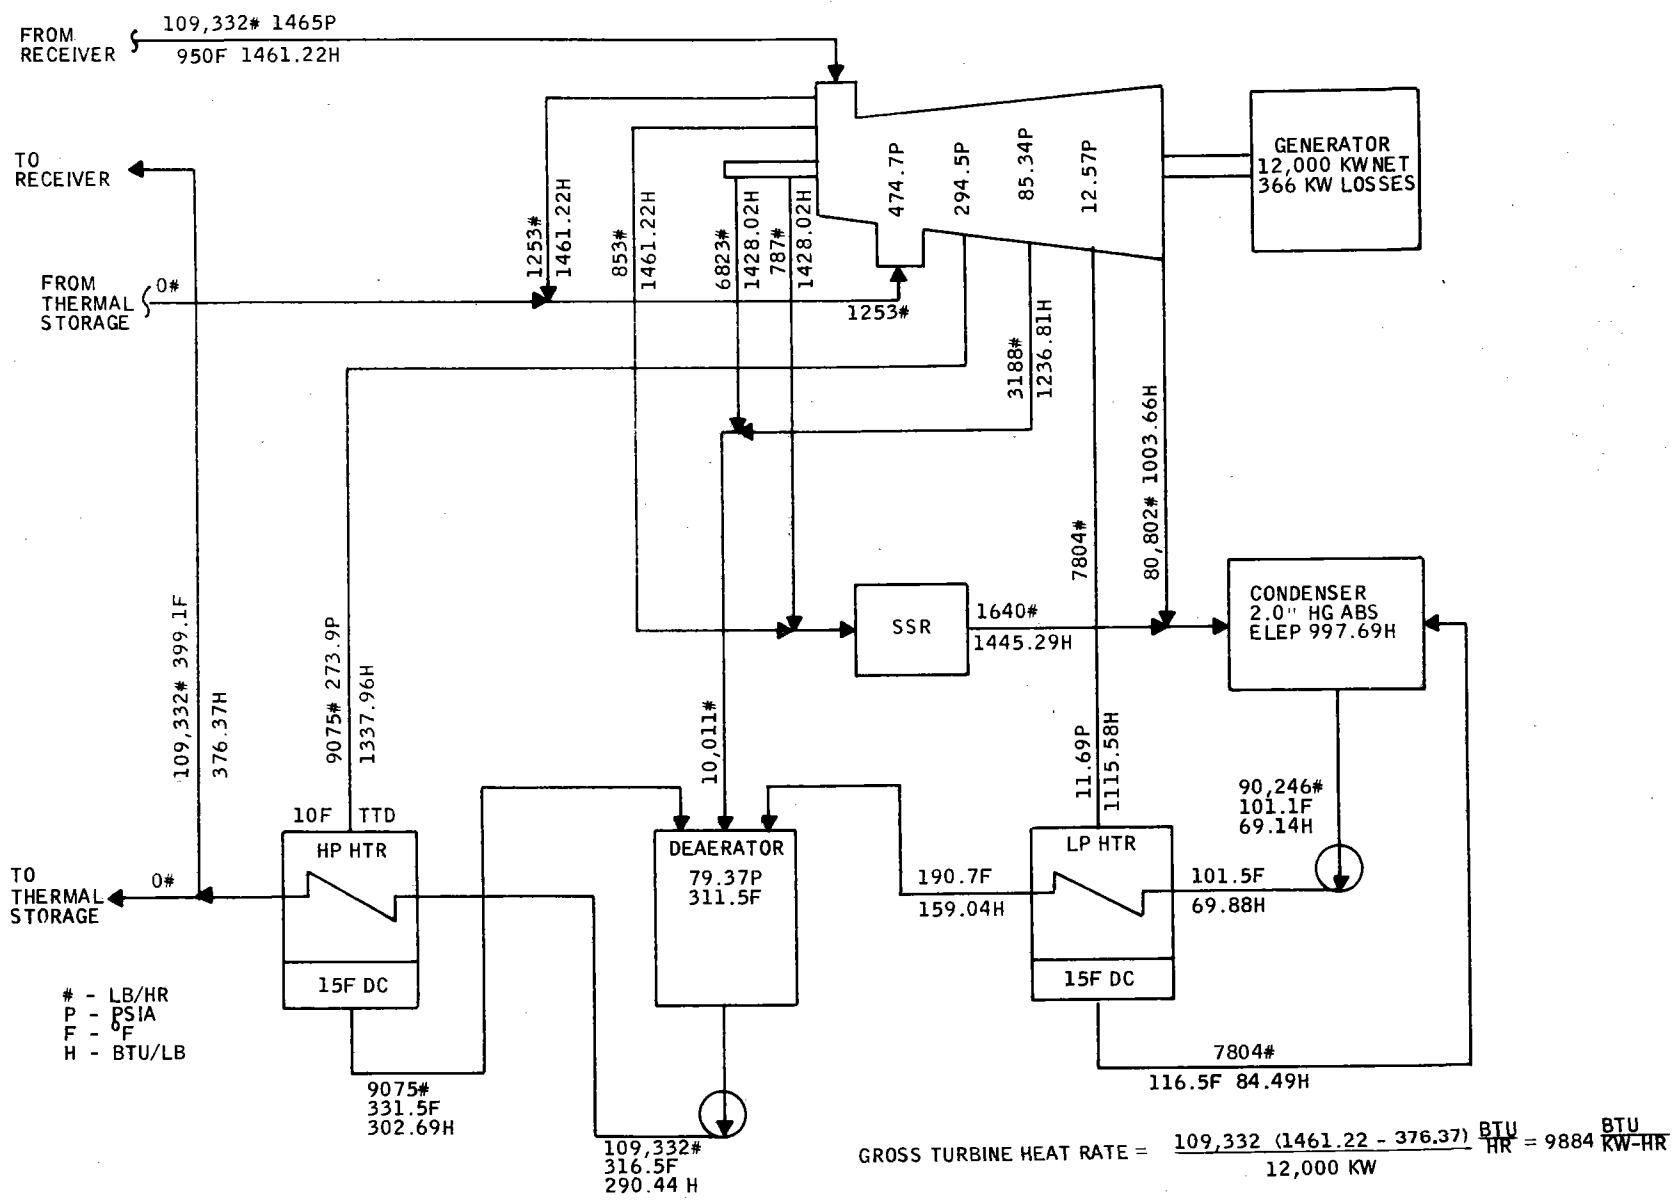 109,332# 1465P
FROM
RECEIVER
950F 1461.22H
TO
RECEIVER
1253#
1461.22H
853#
1461.22H
6823#
1428.02H
787#
1428.02H
474.7P
294.5P
85.34P
12.57P
GENERATOR
12,000 KW NET
366 KW LOSSES
FROM
THERMAL
STORAGE
0#
1253#
3188#
1236.81H
7804#
80,802# 1003.66H
SSR
1640#
1445.29H
CONDENSER
2.0" HG ABS
ELEP 997.69H
109,332# 399.1F
376.37H
9075# 273.9P
1337.96H
10,011#
11.69P
1115.58H
90,246#
101.1F
69.14H
10F TTD
HP HTR
DEAERATOR
79.37P
311.5F
LP HTR
190.7F
159.04H
101.5F
69.88H
TO
THERMAL
STORAGE
0#
15F DC
15F DC
# - LB/HR
P - PSIA
F - °F
H - BTU/LB
9075#
331.5F
302.69H
7804#
116.5F 84.49H
109,332#
316.5F
290.44 H
GROSS TURBINE HEAT RATE = 109,332 (1461.22 - 376.37) BTU/HR = 9884 BTU/KW-HR
12,000 KW